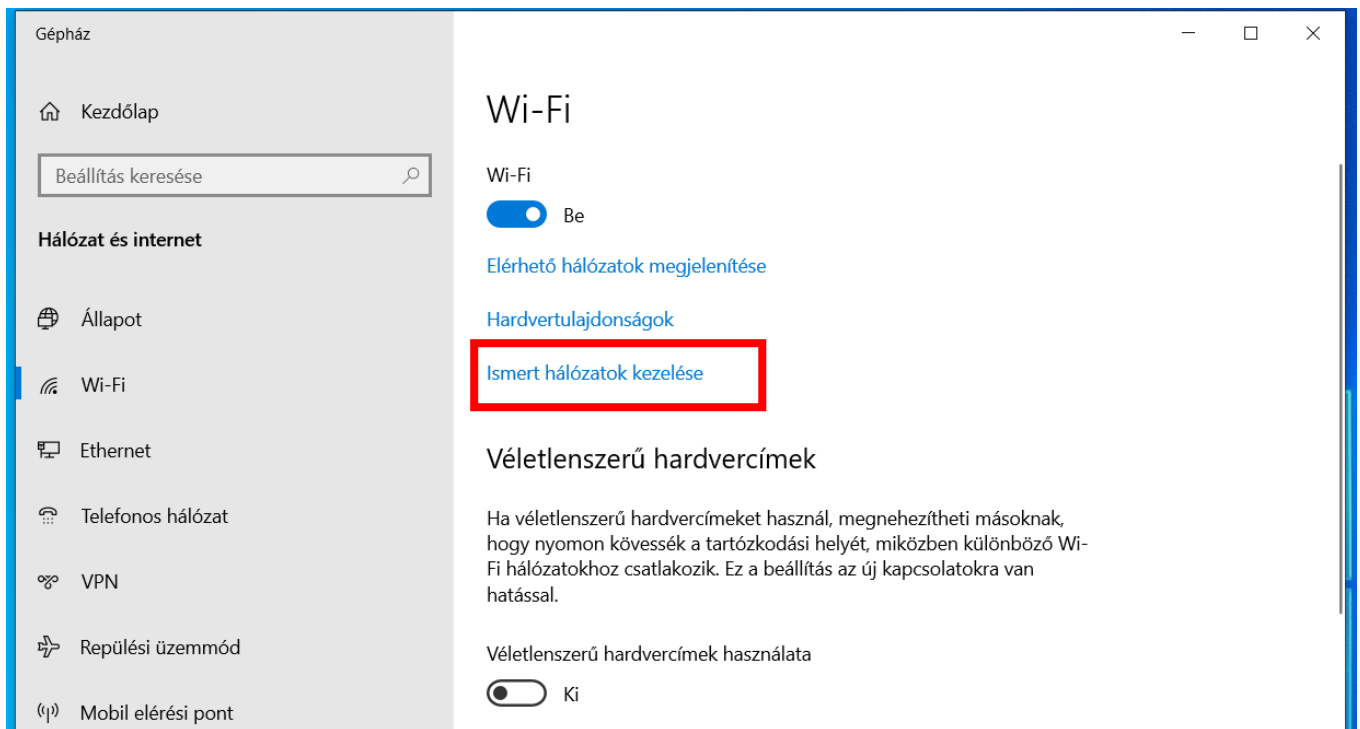 Gépház
Kezdőlap
Beállítás keresése
Hálózat és internet
Állapot
Wi-Fi
Ethernet
Telefonos hálózat
VPN
Repülési üzemmód
Mobil elérési pont
Wi-Fi
Wi-Fi
Be
Elérhető hálózatok megjelenítése
Hardvertulajdonságok
Ismert hálózatok kezelése
Véletlenszerű hardvercímek
Ha véletlenszerű hardvercímeket használ, megnehezítheti másoknak,
hogy nyomon kövessék a tartózkodási helyét, miközben különböző Wi-
Fi hálózatokhoz csatlakozik. Ez a beállítás az új kapcsolatokra van
hatással.
Véletlenszerű hardvercímek használata
Ki